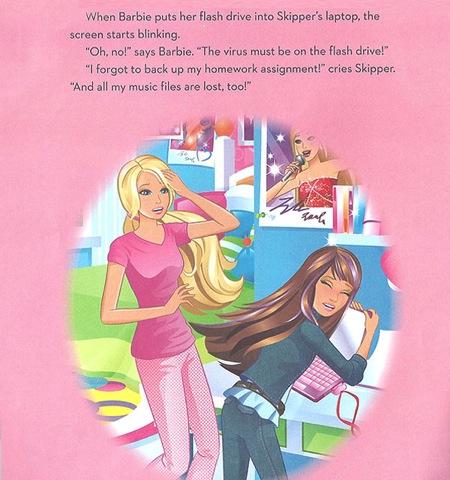 When Barbie puts her flash drive into Skipper's laptop, the
screen starts blinking.
"Oh, no!" says Barbie. "The virus must be on the flash drive!"
"I forgot to back up my homework assignment!" cries Skipper.
"And all my music files are lost, too!"